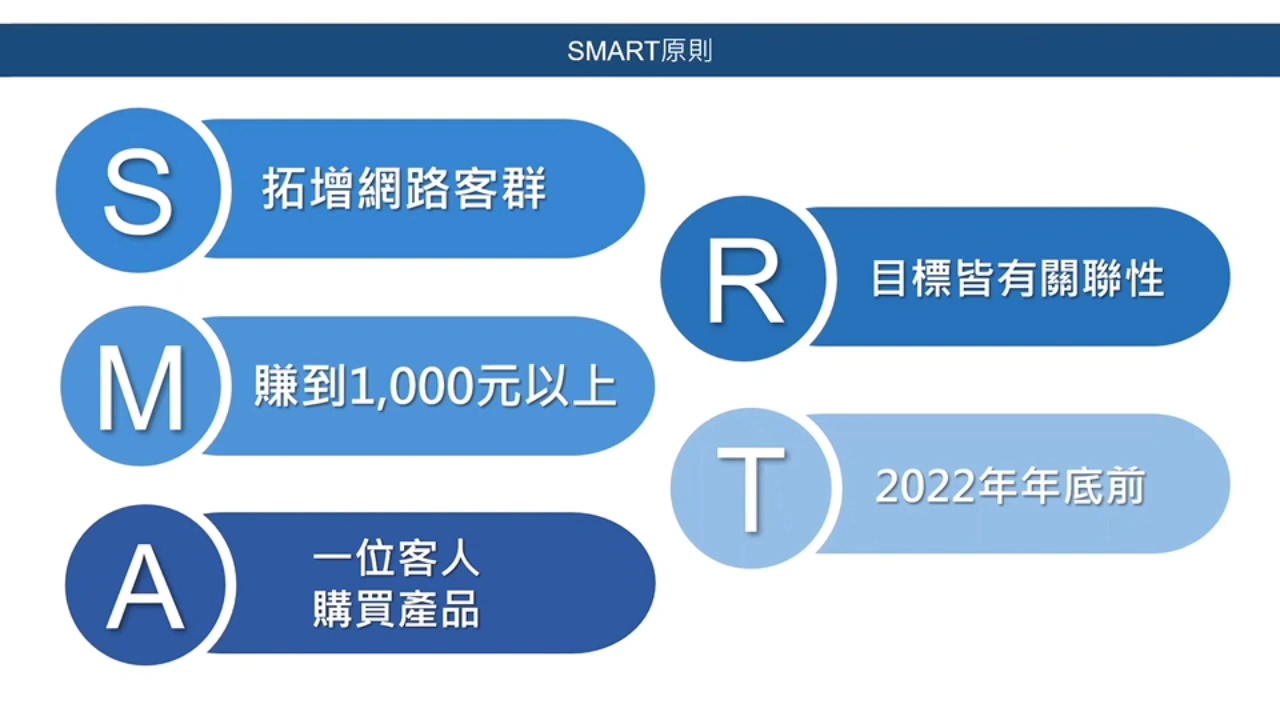 SMART原則
S
拓增網路客群
M
賺到1,000元以上
A
一位客人
購買產品
R
目標皆有關聯性
T
2022年年底前